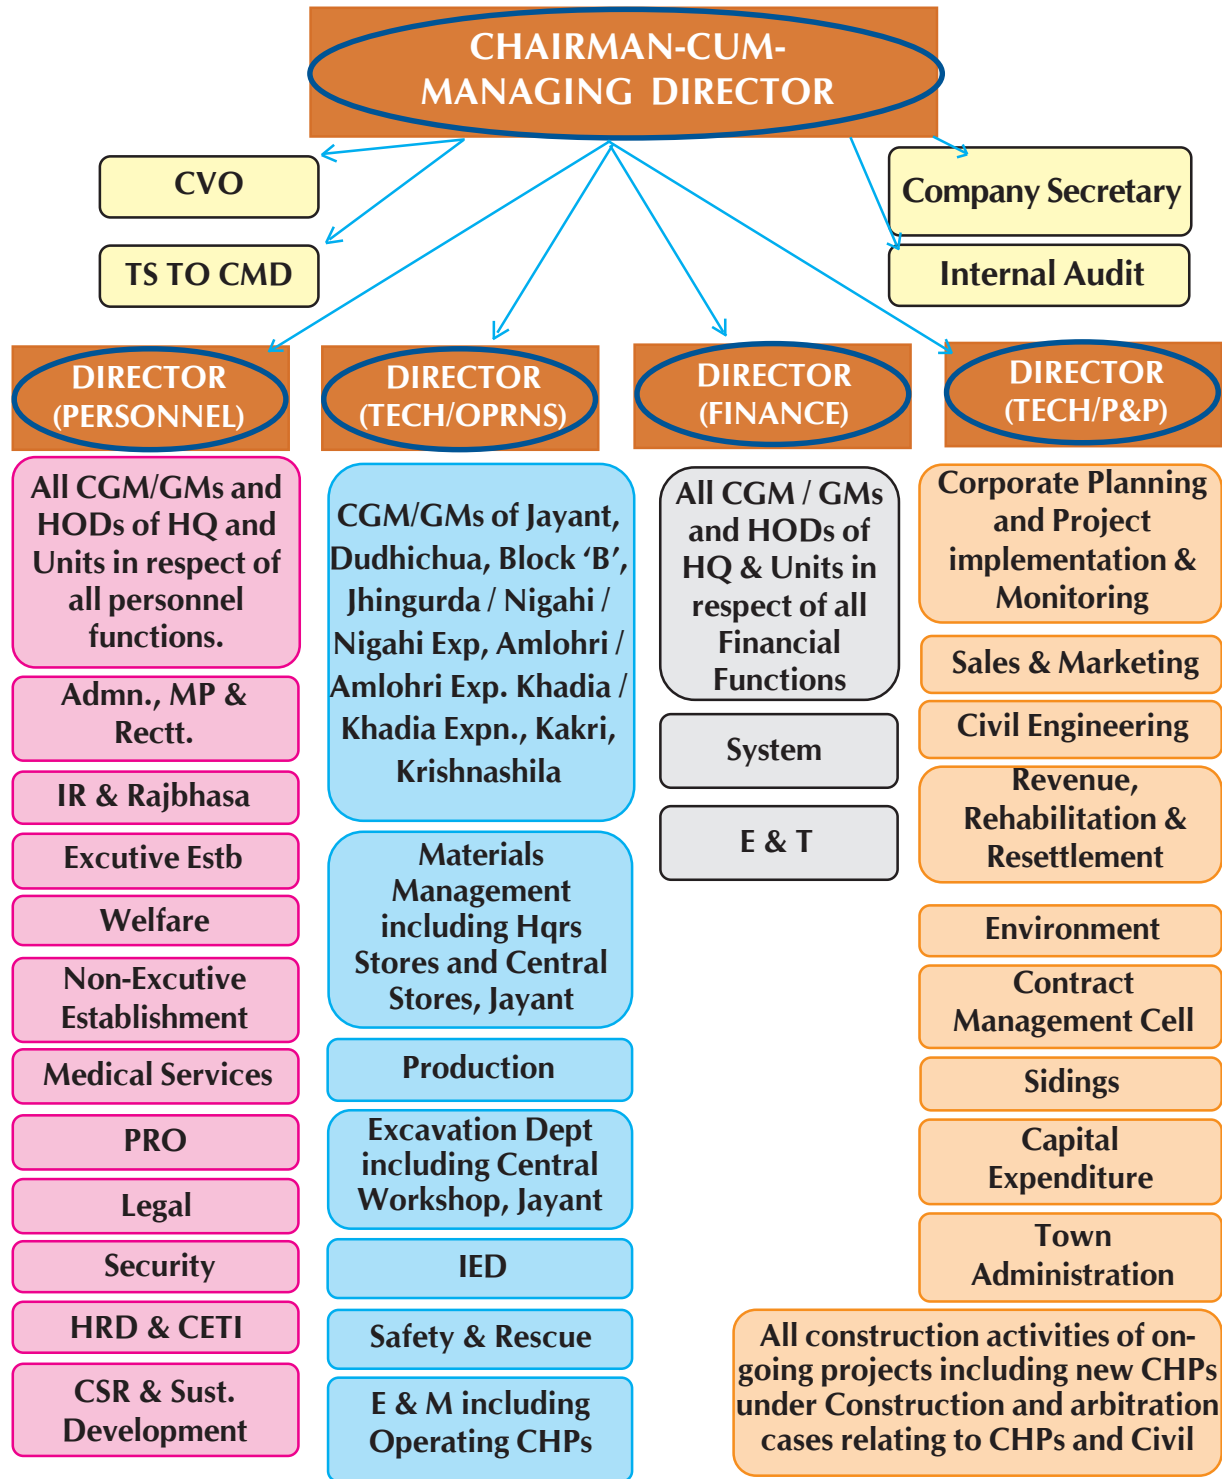 CHAIRMAN-CUM-
MANAGING DIRECTOR
CVO
TS TO CMD
Company Secretary
Internal Audit
DIRECTOR
(PERSONNEL)
All CGM/GMs and
HODs of HQ and
Units in respect of
all personnel
functions.
Admn., MP &
Rectt.
IR & Rajbhasa
Excutive Estb
Welfare
Non-Excutive
Establishment
Medical Services
PRO
Legal
Security
HRD & CETI
CSR & Sust.
Development
DIRECTOR
(TECH/OPRNS)
CGM/GMs of Jayant,
Dudhichua, Block ‘B’,
Jhingurda / Nigahi /
Nigahi Exp, Amlohri /
Amlohri Exp. Khadia /
Khadia Expn., Kakri,
Krishnashila
Materials
Management
including Hqrs
Stores and Central
Stores, Jayant
Production
Excavation Dept
including Central
Workshop, Jayant
IED
Safety & Rescue
E & M including
Operating CHPs
DIRECTOR
(FINANCE)
All CGM / GMs
and HODs of
HQ & Units in
respect of all
Financial
Functions
System
E & T
DIRECTOR
(TECH/P&P)
Corporate Planning
and Project
implementation &
Monitoring
Sales & Marketing
Civil Engineering
Revenue,
Rehabilitation &
Resettlement
Environment
Contract
Management Cell
Sidings
Capital
Expenditure
Town
Administration
All construction activities of on-
going projects including new CHPs
under Construction and arbitration
cases relating to CHPs and Civil